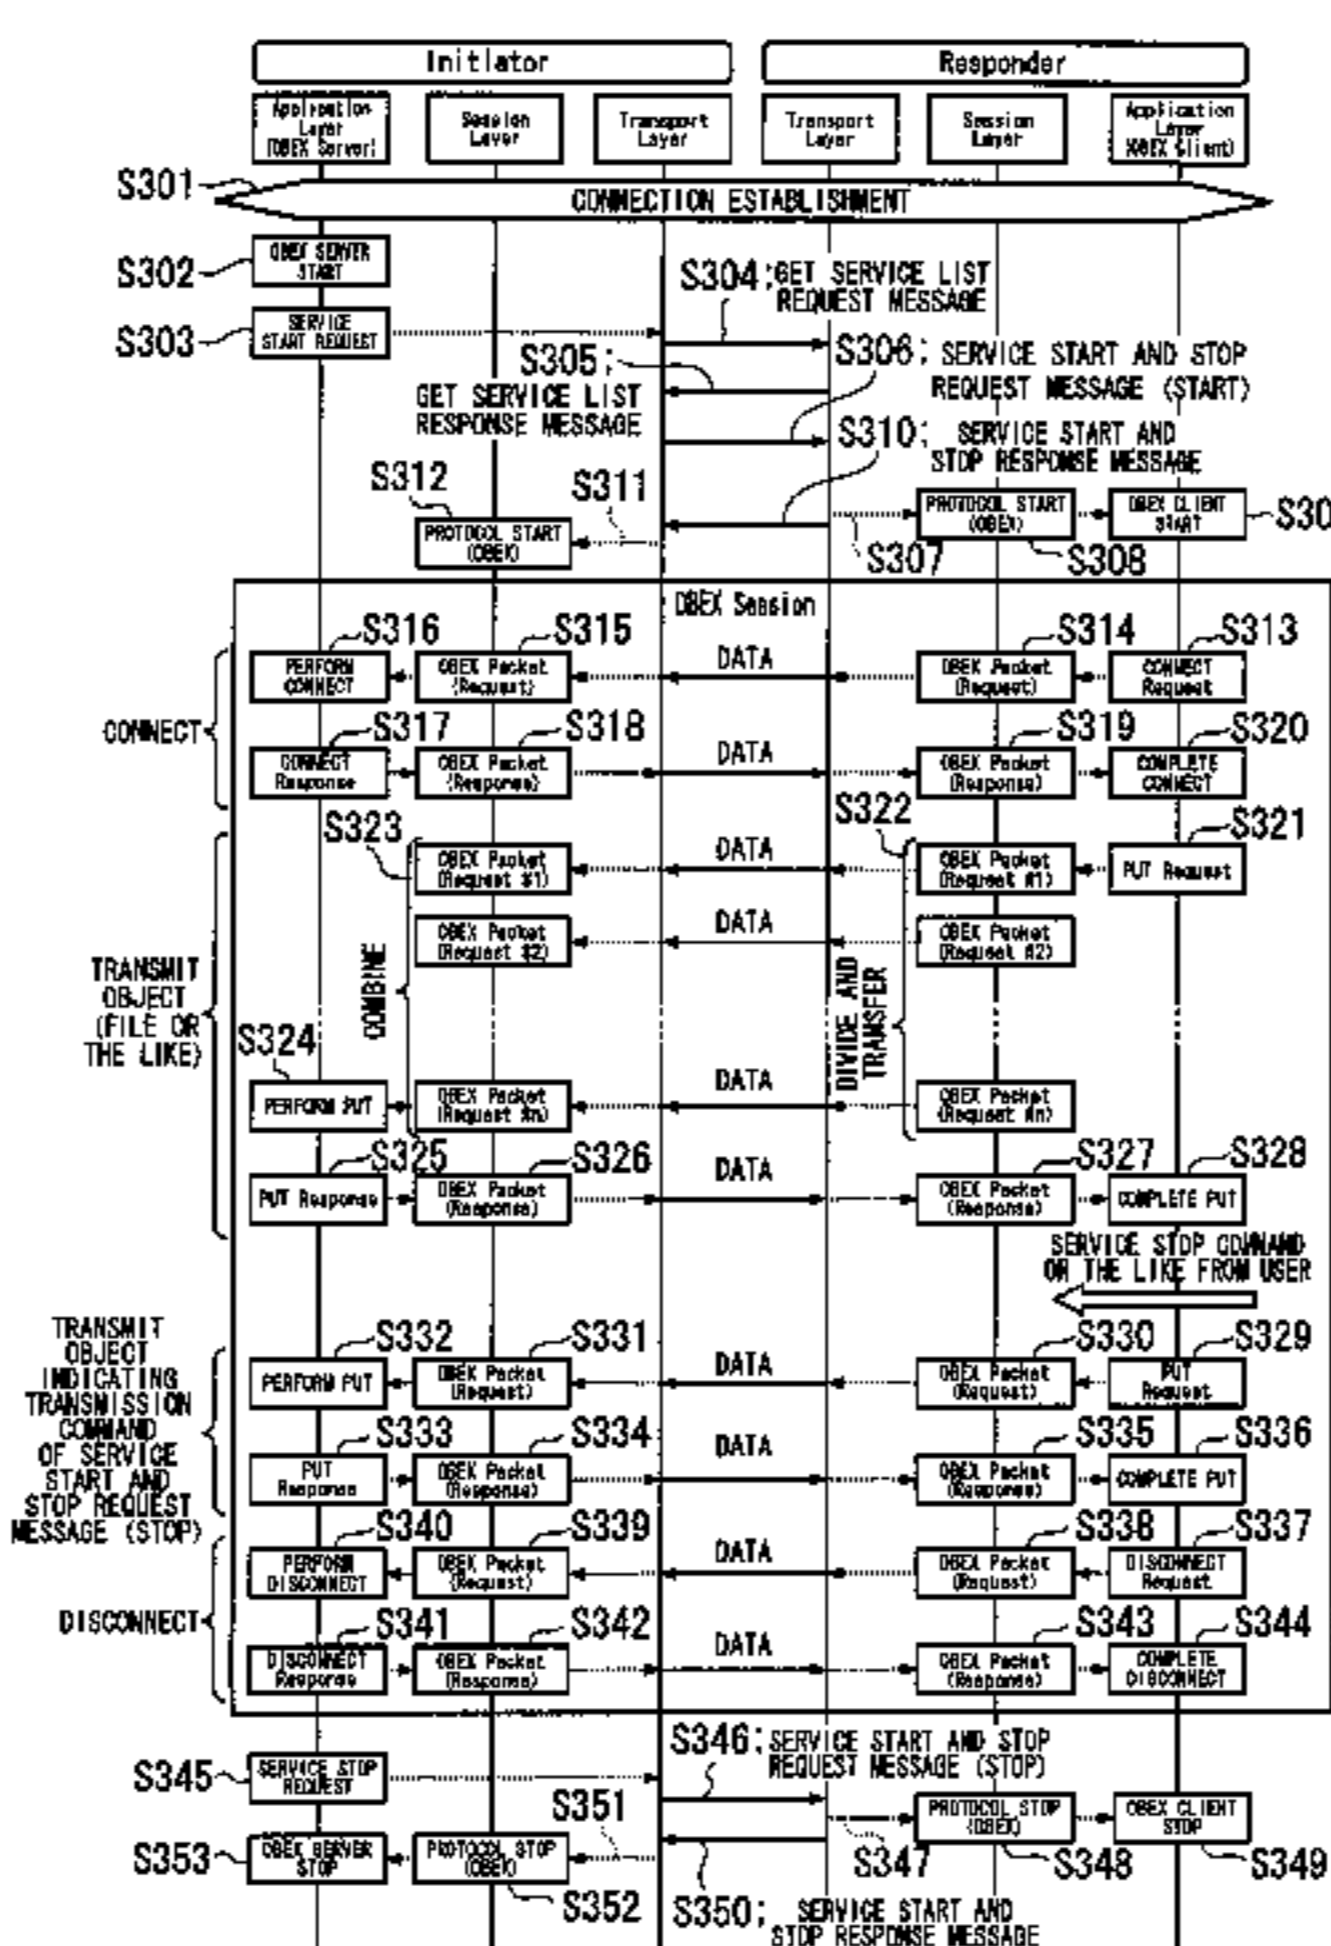 Initiator
Responder
Application
Layer
(OBEX Server)
Session
Layer
Transport
Layer
Transport
Layer
Session
Layer
Application
Layer
(OBEX Client)
S301
CONNECTION ESTABLISHMENT
S302
OBEX SERVER
START
S303
SERVICE
START REQUEST
S304;GET SERVICE LIST
REQUEST MESSAGE
S305;
GET SERVICE LIST
RESPONSE MESSAGE
S306; SERVICE START AND STOP
REQUEST MESSAGE (START)
S310; SERVICE START AND
STOP RESPONSE MESSAGE
S312
S311
PROTOCOL START
(OBEX)
PROTOCOL START
(OBEX)
OBEX CLIENT
START
S30
S307
S308
OBEX Session
CONNECT
S316
S315
DATA
S314
S313
PERFORM
CONNECT
OBEX Packet
(Request)
OBEX Packet
(Request)
CONNECT
Request
S317
S318
DATA
S319
S320
CONNECT
Response
OBEX Packet
(Response)
OBEX Packet
(Response)
COMPLETE
CONNECT
TRANSMIT
OBJECT
(FILE OR
THE LIKE)
S323
DATA
S322
S321
OBEX Packet
(Request #1)
OBEX Packet
(Request #1)
PUT Request
DATA
OBEX Packet
(Request #2)
OBEX Packet
(Request #2)
COMBINE
DIVIDE AND
TRANSFER
S324
DATA
PERFORM PUT
OBEX Packet
(Request #n)
OBEX Packet
(Request #n)
S325
S326
DATA
S327
S328
PUT Response
OBEX Packet
(Response)
OBEX Packet
(Response)
COMPLETE PUT
SERVICE STOP COMMAND
OR THE LIKE FROM USER
TRANSMIT
OBJECT
INDICATING
TRANSMISSION
COMMAND
OF SERVICE
START AND
STOP REQUEST
MESSAGE (STOP)
S332
S331
DATA
S330
S329
PERFORM PUT
OBEX Packet
(Request)
OBEX Packet
(Request)
PUT
Request
S333
S334
DATA
S335
S336
PUT
Response
OBEX Packet
(Response)
OBEX Packet
(Response)
COMPLETE PUT
DISCONNECT
S340
S339
DATA
S338
S337
PERFORM
DISCONNECT
OBEX Packet
(Request)
OBEX Packet
(Request)
DISCONNECT
Request
S341
S342
DATA
S343
S344
DISCONNECT
Response
OBEX Packet
(Response)
OBEX Packet
(Response)
COMPLETE
DISCONNECT
S345
SERVICE STOP
REQUEST
S346;SERVICE START AND STOP
REQUEST MESSAGE (STOP)
S351
PROTOCOL STOP
(OBEX)
OBEX CLIENT
STOP
S353
OBEX SERVER
STOP
PROTOCOL STOP
(OBEX)
S347
S348
S349
S352
S350; SERVICE START AND
STOP RESPONSE MESSAGE